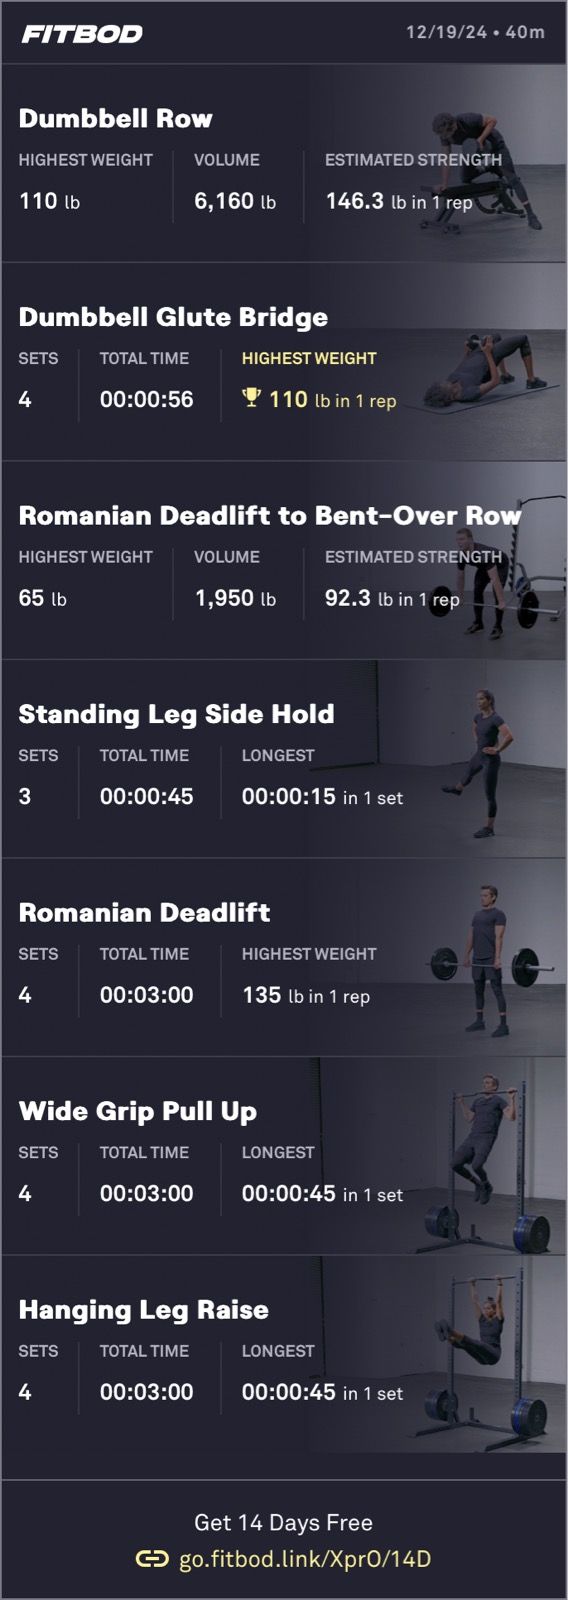 FITBOD 12/19/24 • 40m
Dumbbell Row
HIGHEST WEIGHT VOLUME ESTIMATED STRENGTH
110 lb 6,160 lb 146.3 lb in 1 rep
Dumbbell Glute Bridge
SETS TOTAL TIME HIGHEST WEIGHT
4 00:00:56 110 lb in 1 rep
Romanian Deadlift to Bent-Over Row
HIGHEST WEIGHT VOLUME ESTIMATED STRENGTH
65 lb 1,950 lb 92.3 lb in 1 rep
Standing Leg Side Hold
SETS TOTAL TIME LONGEST
3 00:00:45 00:00:15 in 1 set
Romanian Deadlift
SETS TOTAL TIME HIGHEST WEIGHT
4 00:03:00 135 lb in 1 rep
Wide Grip Pull Up
SETS TOTAL TIME LONGEST
4 00:03:00 00:00:45 in 1 set
Hanging Leg Raise
SETS TOTAL TIME LONGEST
4 00:03:00 00:00:45 in 1 set
Get 14 Days Free
go.fitbod.link/XprO/14D